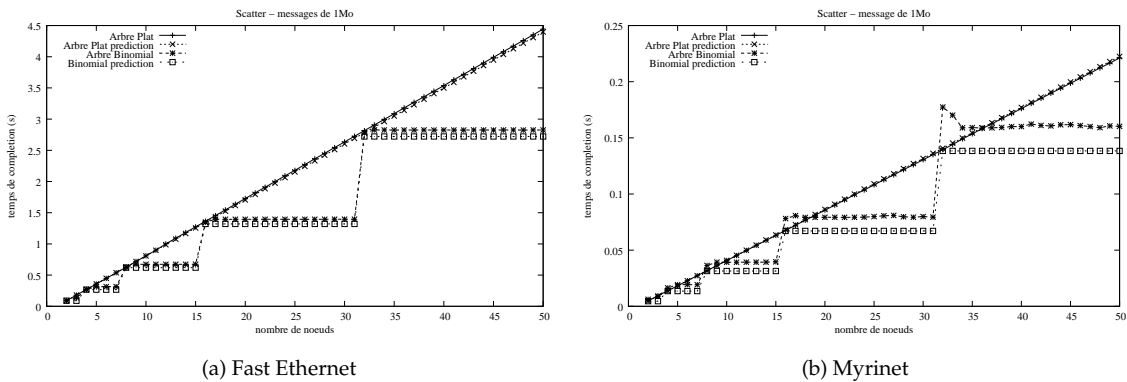 Scatter – messages de 1Mo
4.5
4
3.5
3
2.5
2
1.5
1
0.5
0
temps de completion (s)
Arbre Plat
Arbre Plat prediction
Arbre Binomial
Binomial prediction
0 5 10 15 20 25 30 35 40 45 50
nombre de noeuds
(a) Fast Ethernet
Scatter – message de 1Mo
0.25
0.2
0.15
0.1
0.05
0
temps de completion (s)
Arbre Plat
Arbre Plat prediction
Arbre Binomial
Binomial prediction
0 5 10 15 20 25 30 35 40 45 50
nombre de noeuds
(b) Myrinet